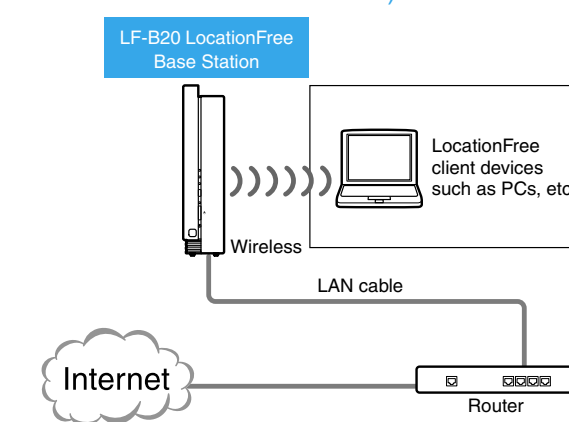 LF-B20 LocationFree
Base Station
LocationFree
client devices
such as PCs, etc
Wireless
LAN cable
Internet
Router